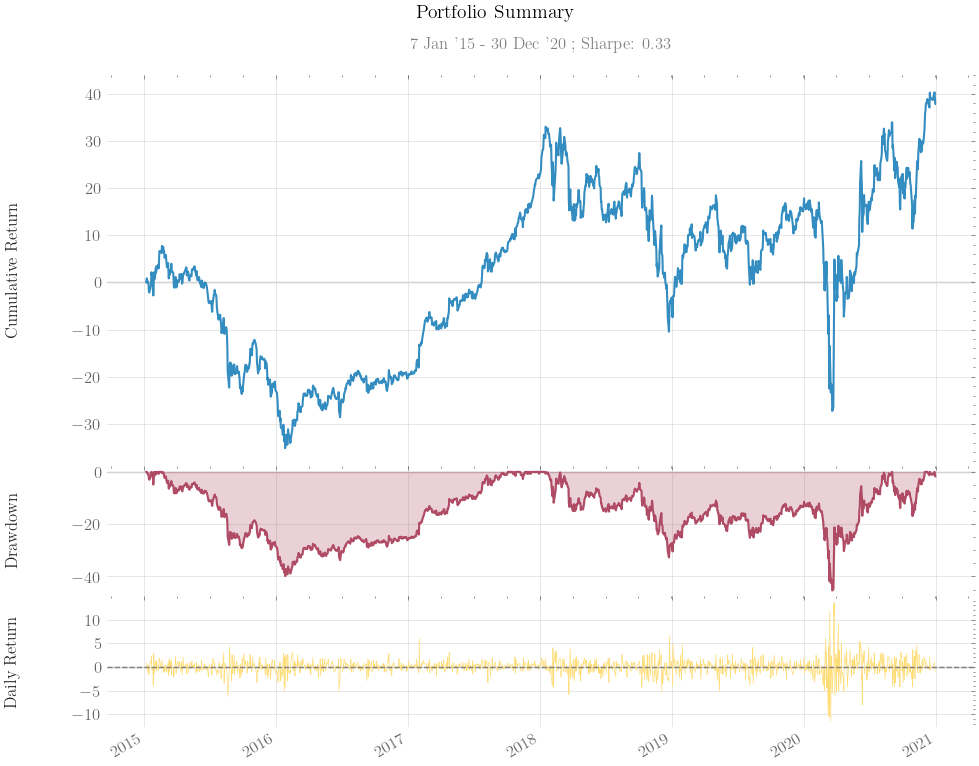 Portfolio Summary
7 Jan '15 - 30 Dec '20 ; Sharpe: 0.33
Cumulative Return
40
30
20
10
0
−10
−20
−30
Drawdown
0
−20
−40
Daily Return
10
5
0
−5
−10
2015 2016 2017 2018 2019 2020 2021